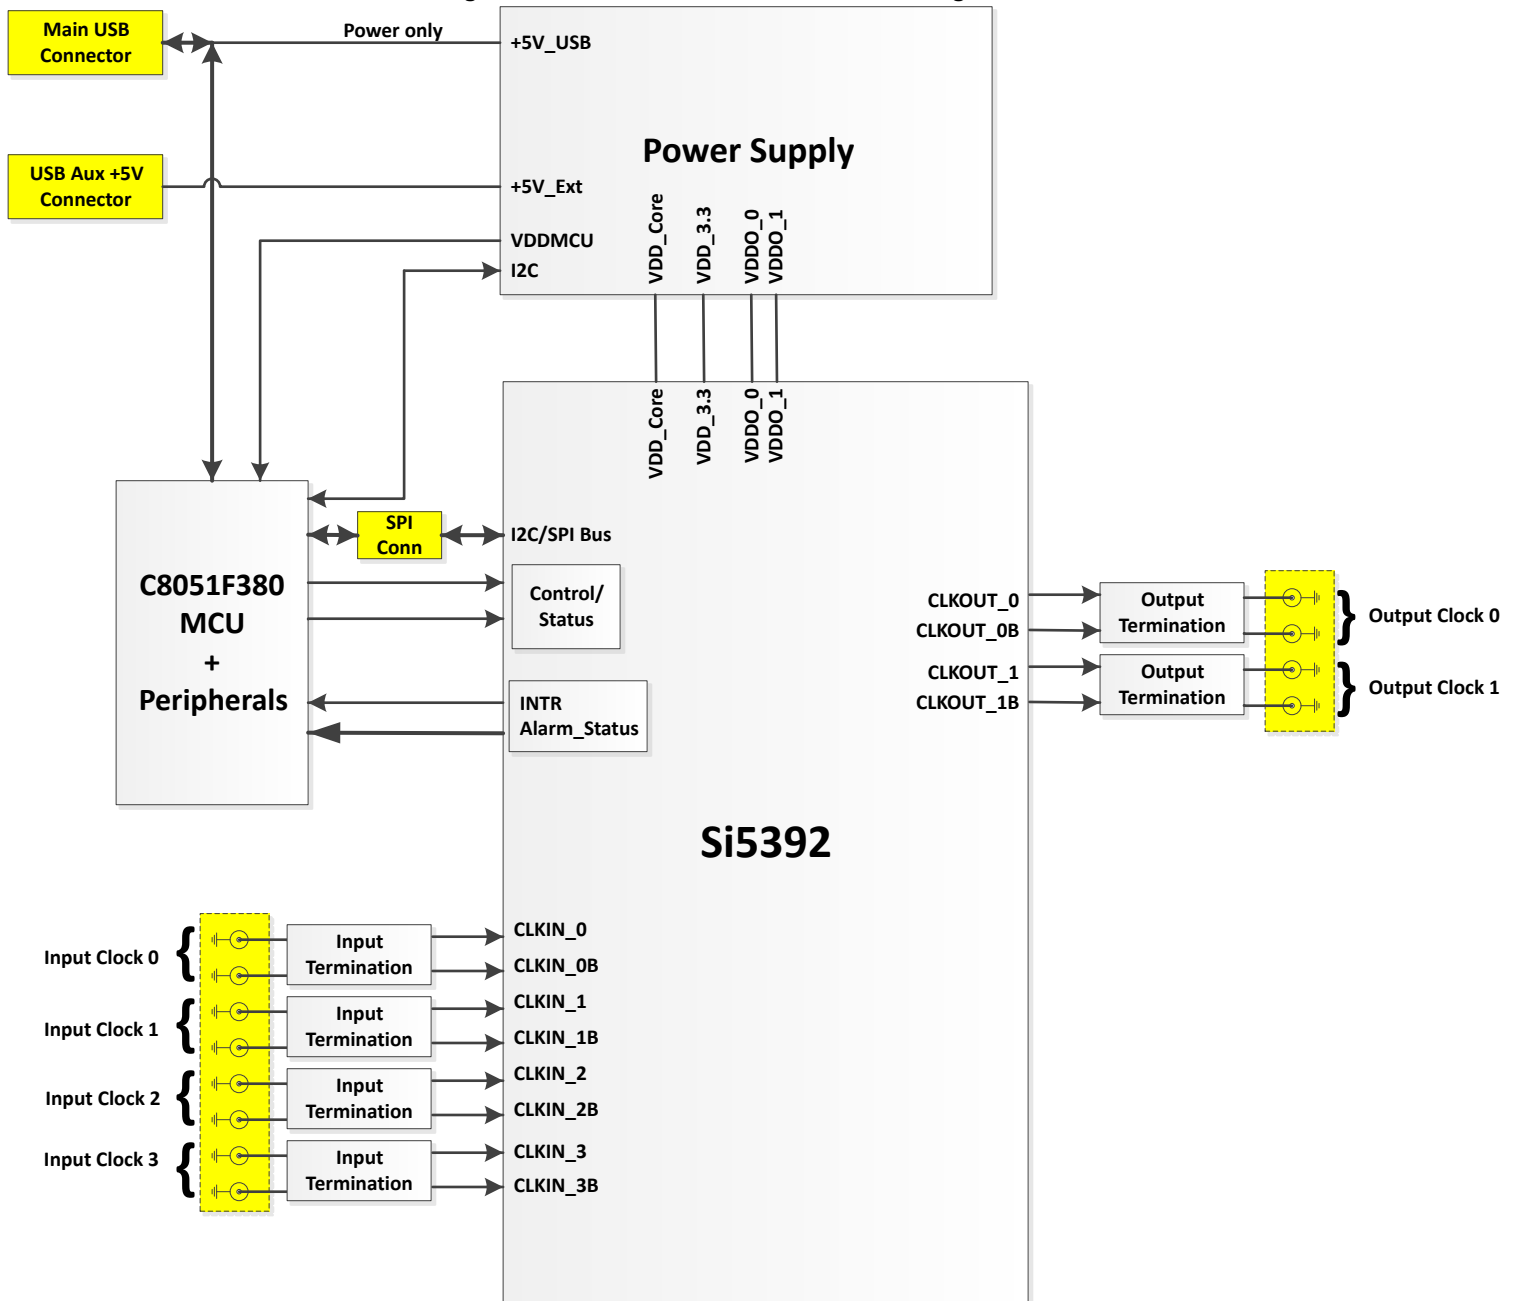 Main USB
Connector
Power only
+5V_USB
Power Supply
USB Aux +5V
Connector
+5V_Ext
VDDMCU
I2C
VDD_Core
VDD_3.3
VDDO_0
VDDO_1
VDD_Core
VDD_3.3
VDDO_0
VDDO_1
SPI
Conn
I2C/SPI Bus
C8051F380
MCU
+
Peripherals
Control/
Status
INTR
Alarm_Status
CLKOUT_0
CLKOUT_0B
CLKOUT_1
CLKOUT_1B
Output
Termination
Output
Termination
Output Clock 0
Output Clock 1
Si5392
Input Clock 0
Input Clock 1
Input Clock 2
Input Clock 3
Input
Termination
Input
Termination
Input
Termination
Input
Termination
CLKIN_0
CLKIN_0B
CLKIN_1
CLKIN_1B
CLKIN_2
CLKIN_2B
CLKIN_3
CLKIN_3B